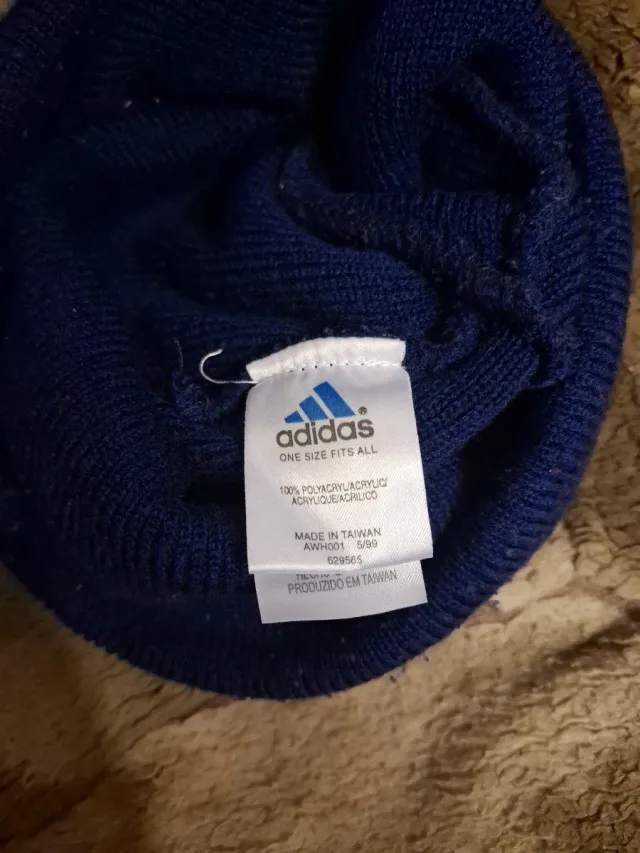 adidas®
ONE SIZE FITS ALL
100% POLYACRYL/ACRYLIC/
ACRYLIQUE/ACRILICO
MADE IN TAIWAN
AWH001 5/99
629565
PRODUZIDO EM TAIWAN